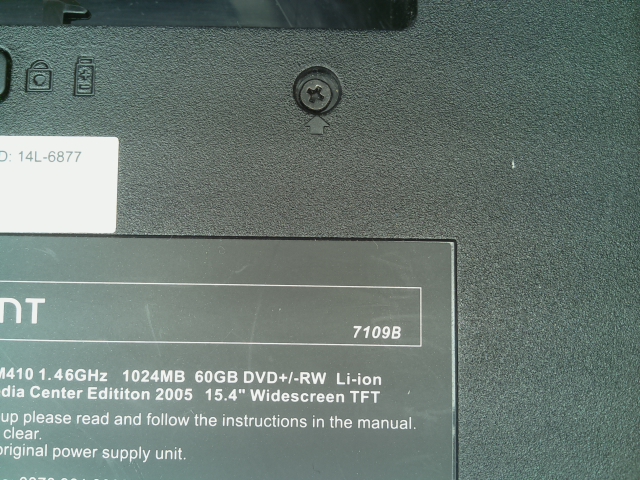 D: 14L-6877
NT
7109B
M410 1.46GHz 1024MB 60GB DVD+/-RW Li-ion
dia Center Edititon 2005 15.4" Widescreen TFT
up please read and follow the instructions in the manual.
clear.
original power supply unit.